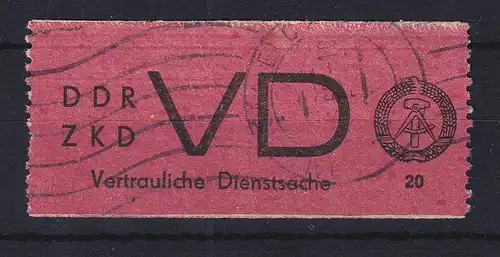 DDR
ZKD
VD
Vertrauliche Dienstsache
20